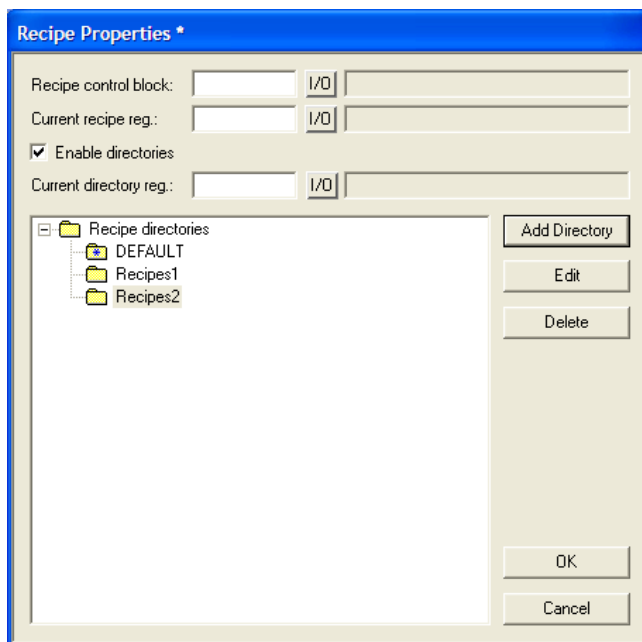 Recipe Properties *
Recipe control block: I/O
Current recipe reg.: I/O
Enable directories
Current directory reg.: I/O
Recipe directories
DEFAULT
Recipes1
Recipes2
Add Directory
Edit
Delete
OK
Cancel